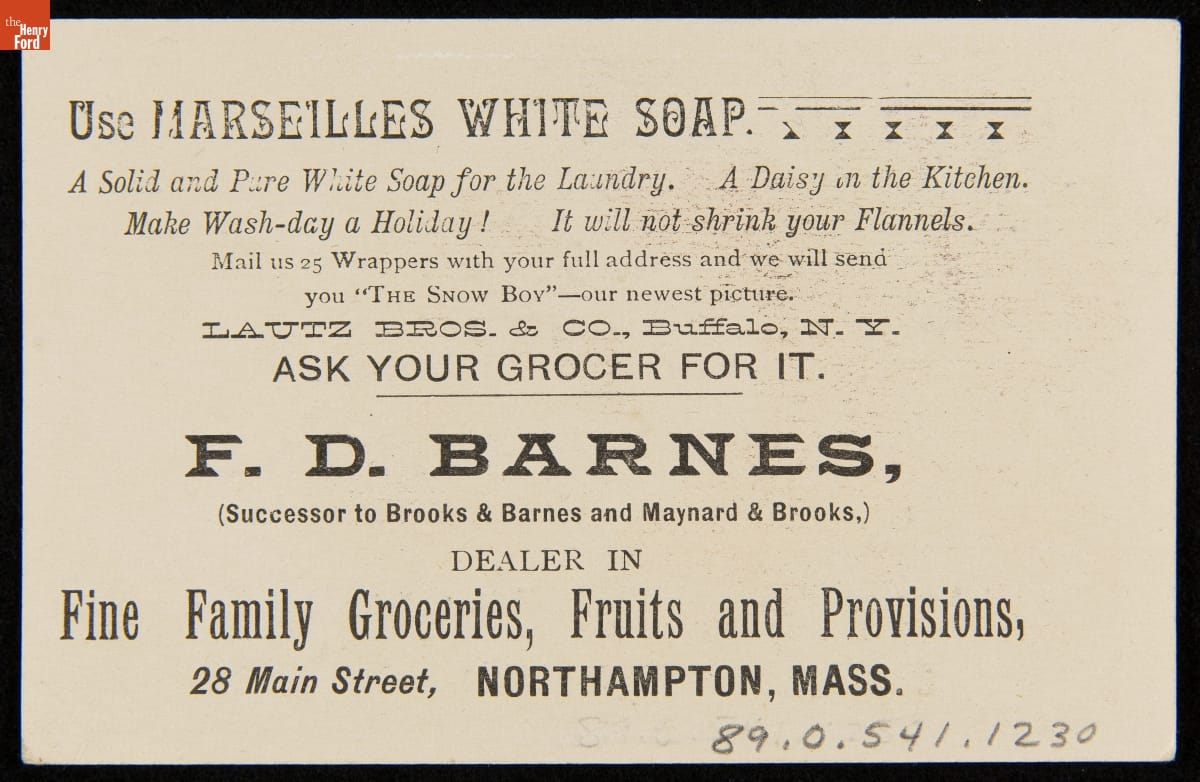 the
Henry
Ford
Use MARSEILLES WHITE SOAP.
A Solid and Pure White Soap for the Laundry. A Daisy in the Kitchen.
Make Wash-day a Holiday! It will not shrink your Flannels.
Mail us 25 Wrappers with your full address and we will send
you "THE SNOW BOY"—our newest picture.
LAUTZ BROS. & CO., Buffalo, N. Y.
ASK YOUR GROCER FOR IT.
F. D. BARNES,
(Successor to Brooks & Barnes and Maynard & Brooks,)
DEALER IN
Fine Family Groceries, Fruits and Provisions,
28 Main Street, NORTHAMPTON, MASS.
89.0.541.1230